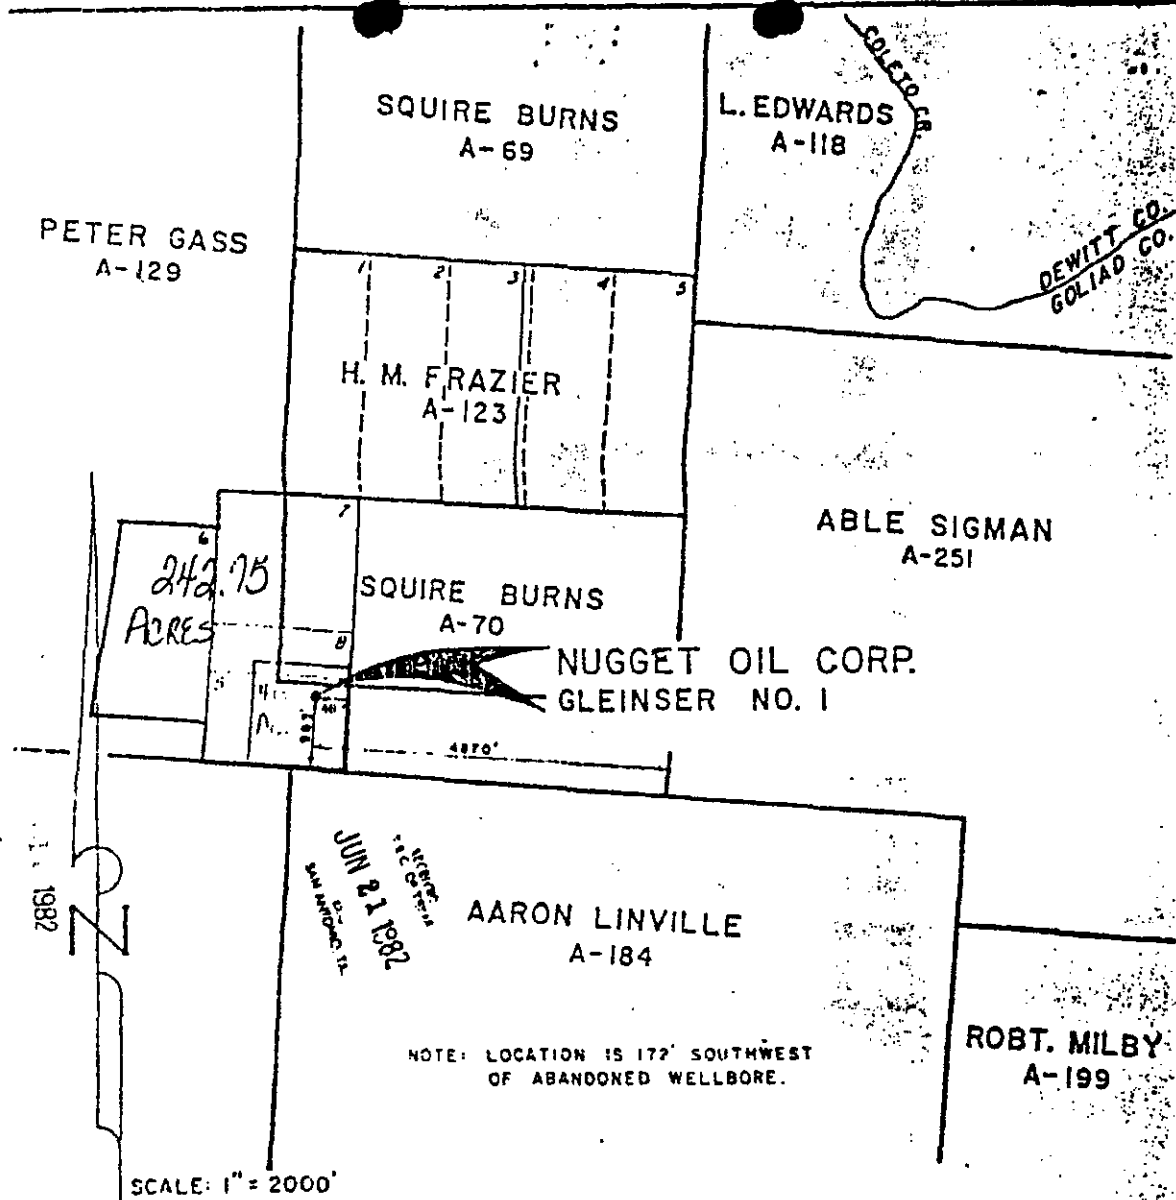 COLETO CR.
SQUIRE BURNS
A-69
L. EDWARDS
A-118
PETER GASS
A-129
DEWITT CO.
GOLIAD CO.
1 2 3 4 5
H. M. FRAZIER
A-123
ABLE SIGMAN
A-251
7
6
242.75
ACRES
SQUIRE BURNS
A-70
8
NUGGET OIL CORP.
GLEINSER NO. 1
4870'
JUN 21 1982
SAN ANTONIO, TX.
1982
N
AARON LINVILLE
A-184
NOTE: LOCATION IS 172' SOUTHWEST
OF ABANDONED WELLBORE.
ROBT. MILBY
A-199
SCALE: 1" = 2000'